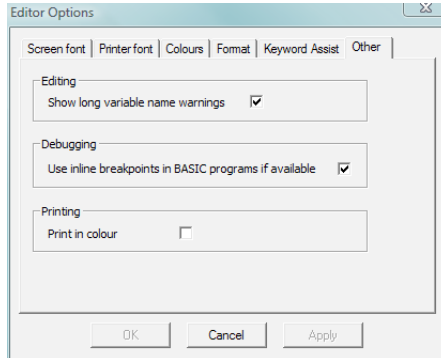 Editor Options
Screen font Printer font Colours Format Keyword Assist Other
Editing
Show long variable name warnings
Debugging
Use inline breakpoints in BASIC programs if available
Printing
Print in colour
OK Cancel Apply